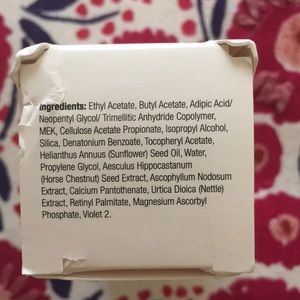 Ingredients: Ethyl Acetate, Butyl Acetate, Adipic Acid/
Neopentyl Glycol/ Trimellitic Anhydride Copolymer,
MEK, Cellulose Acetate Propionate, Isopropyl Alcohol,
Silica, Denatonium Benzoate, Tocopheryl Acetate,
Helianthus Annuus (Sunflower) Seed Oil, Water,
Propylene Glycol, Aesculus Hippocastanum
(Horse Chestnut) Seed Extract, Ascophyllum Nodosum
Extract, Calcium Pantothenate, Urtica Dioica (Nettle)
Extract, Retinyl Palmitate, Magnesium Ascorbyl
Phosphate, Violet 2.